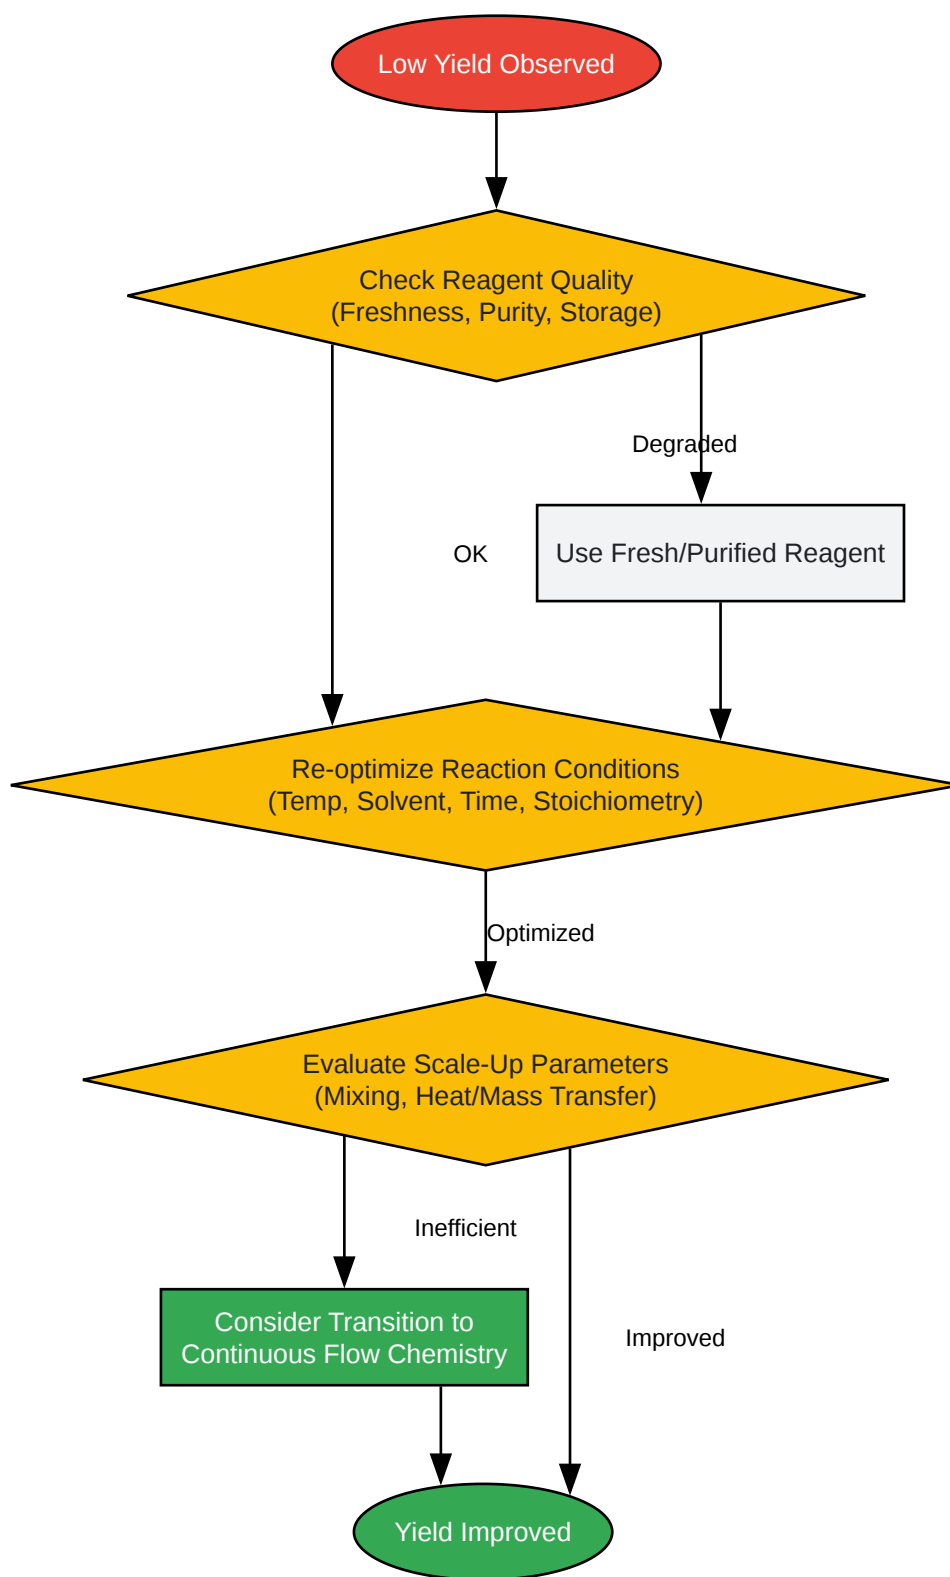 Low Yield Observed
Check Reagent Quality
(Freshness, Purity, Storage)
Degraded
OK
Use Fresh/Purified Reagent
Re-optimize Reaction Conditions
(Temp, Solvent, Time, Stoichiometry)
Optimized
Evaluate Scale-Up Parameters
(Mixing, Heat/Mass Transfer)
Inefficient
Consider Transition to
Continuous Flow Chemistry
Improved
Yield Improved